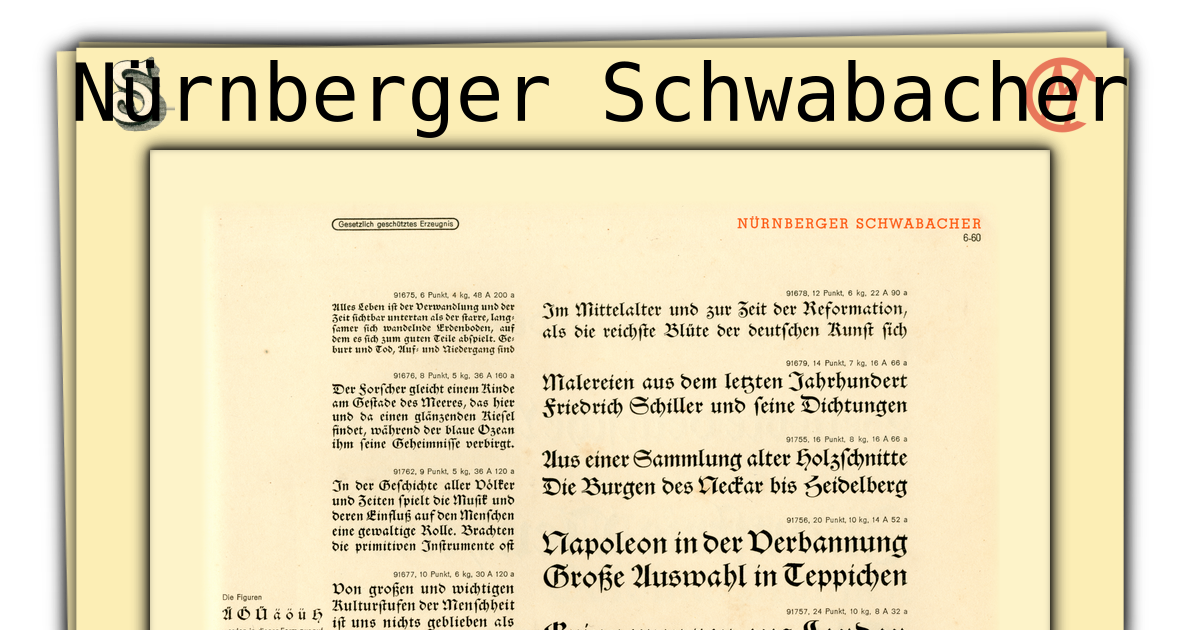 Nürnberger Schwabacher
Gesetzlich geschütztes Erzeugnis
NÜRNBERGER SCHWABACHER
6-60
91675, 6 Punkt, 4 kg, 48 A 200 a
Alles Leben iſt der Verwandlung und der
Zeit ſichtbar untertan als der ſtarre, lang⸗
ſamer ſich wandelnde Erdenboden, auf
dem es ſich zum guten Teile abſpielt. Ge⸗
burt und Tod, Auf⸗ und Niedergang ſind
91676, 8 Punkt, 5 kg, 36 A 160 a
Der Forſcher gleicht einem Kinde
am Geſtade des Meeres, das hier
und da einen glänzenden Kieſel
findet, während der blaue Ozean
ihm ſeine Geheimniſſe verbirgt.
91762, 9 Punkt, 5 kg, 36 A 120 a
In der Geſchichte aller Völker
und Zeiten ſpielt die Muſik und
deren Einfluß auf den Menſchen
eine gewaltige Rolle. Brachten
die primitiven Inſtrumente oft
91677, 10 Punkt, 6 kg, 30 A 120 a
Von großen und wichtigen
Kulturſtufen der Menſchheit
iſt uns nichts geblieben als
Die Figuren
Ä Ö Ü ä ö ü
91678, 12 Punkt, 6 kg, 22 A 90 a
Im Mittelalter und zur Zeit der Reformation,
als die reichſte Blüte der deutſchen Kunſt ſich
91679, 14 Punkt, 7 kg, 16 A 66 a
Malereien aus dem letzten Jahrhundert
Friedrich Schiller und ſeine Dichtungen
91755, 16 Punkt, 8 kg, 16 A 66 a
Aus einer Sammlung alter Holzſchnitte
Die Burgen des Neckar bis Heidelberg
91756, 20 Punkt, 10 kg, 14 A 52 a
Napoleon in der Verbannung
Große Auswahl in Teppichen
91757, 24 Punkt, 10 kg, 8 A 32 a